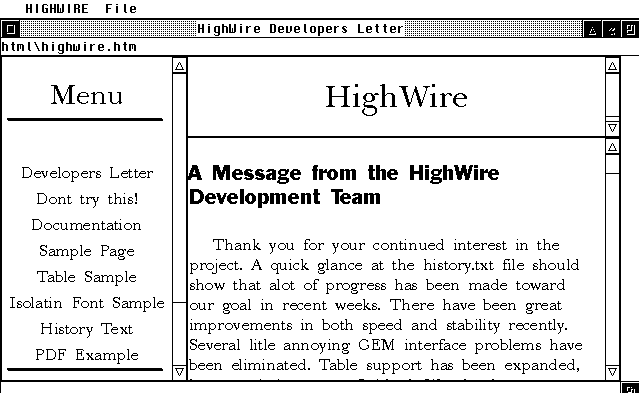 HIGHWIRE File
HighWire Developers Letter
html\highwire.htm
Menu
Developers Letter
Dont try this!
Documentation
Sample Page
Table Sample
Isolatin Font Sample
History Text
PDF Example
HighWire
A Message from the HighWire
Development Team
Thank you for your continued interest in the
project. A quick glance at the history.txt file should
show that alot of progress has been made toward
our goal in recent weeks. There have been great
improvements in both speed and stability recently.
Several litle annoying GEM interface problems have
been eliminated. Table support has been expanded,